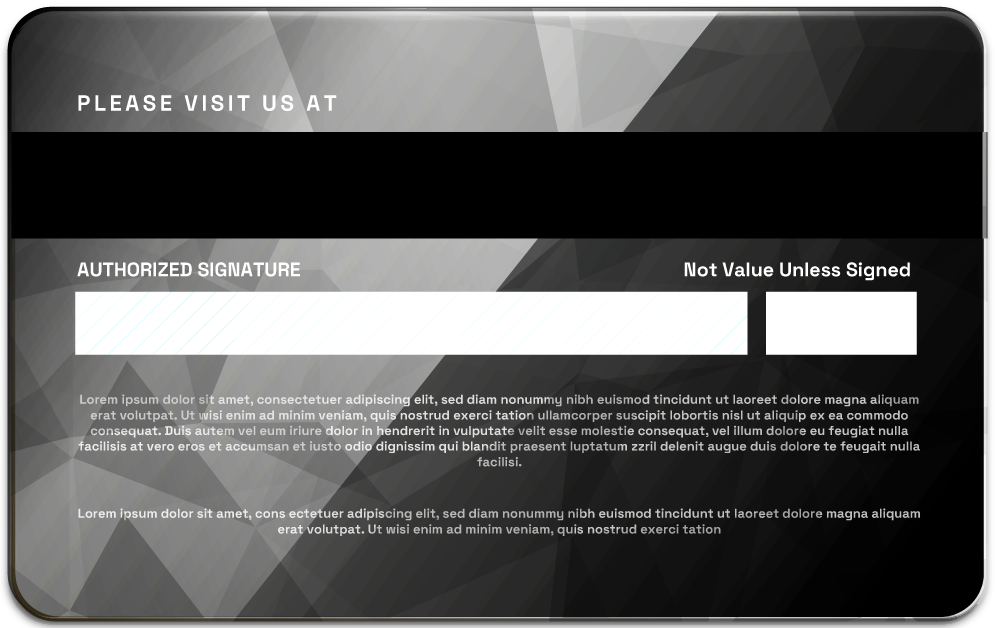 PLEASE VISIT US AT
AUTHORIZED SIGNATURE
Not Value Unless Signed
Lorem ipsum dolor sit amet, consectetuer adipiscing elit, sed diam nonummy nibh euismod tincidunt ut laoreet dolore magna aliquam
erat volutpat. Ut wisi enim ad minim veniam, quis nostrud exerci tation ullamcorper suscipit lobortis nisl ut aliquip ex ea commodo
consequat. Duis autem vel eum iriure dolor in hendrerit in vulputate velit esse molestie consequat, vel illum dolore eu feugiat nulla
facilisis at vero eros et accumsan et iusto odio dignissim qui blandit praesent luptatum zzril delenit augue duis dolore te feugait nulla
facilisi.
Lorem ipsum dolor sit amet, cons ectetuer adipiscing elit, sed diam nonummy nibh euismod tincidunt ut laoreet dolore magna aliquam
erat volutpat. Ut wisi enim ad minim veniam, quis nostrud exerci tation